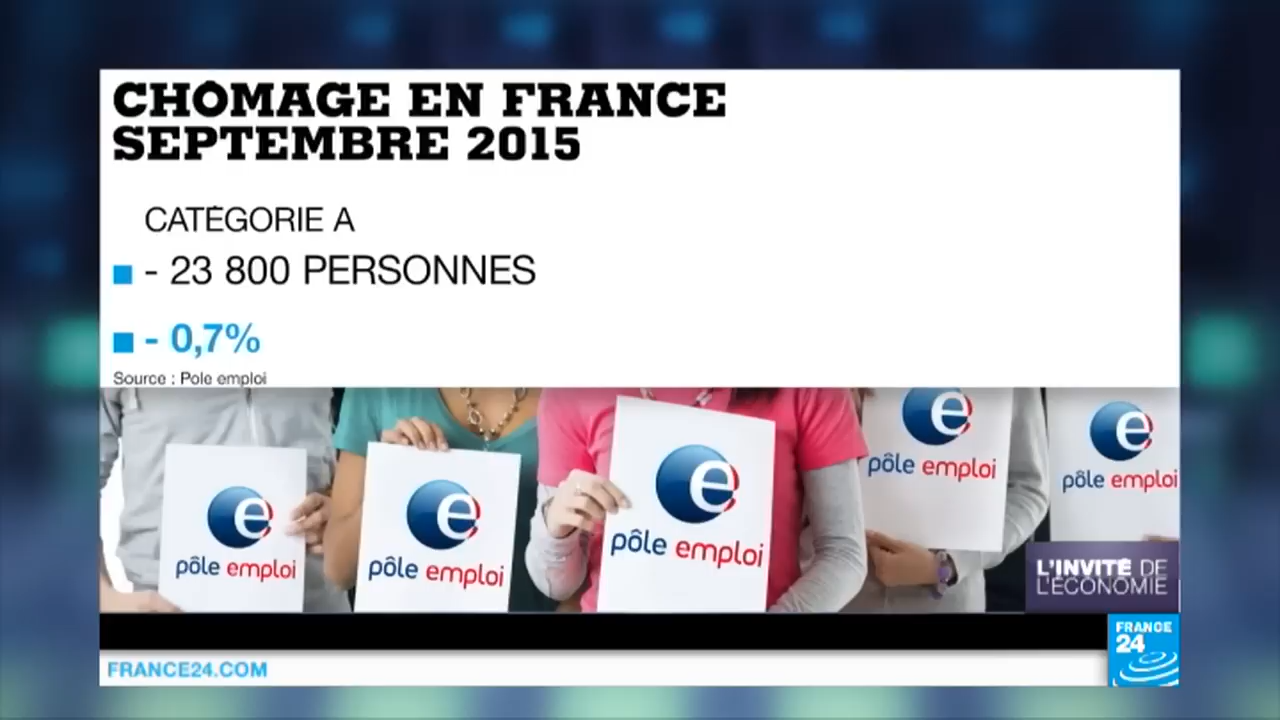 CHÔMAGE EN FRANCE
SEPTEMBRE 2015
CATÉGORIE A
- 23 800 PERSONNES
- 0,7%
Source : Pole emploi
e
pôle emploi
e
pôle emploi
e
pôle emploi
e
pôle emploi
e
pôle emploi
L'INVITÉ DE
L'ÉCONOMIE
FRANCE
24
FRANCE24.COM